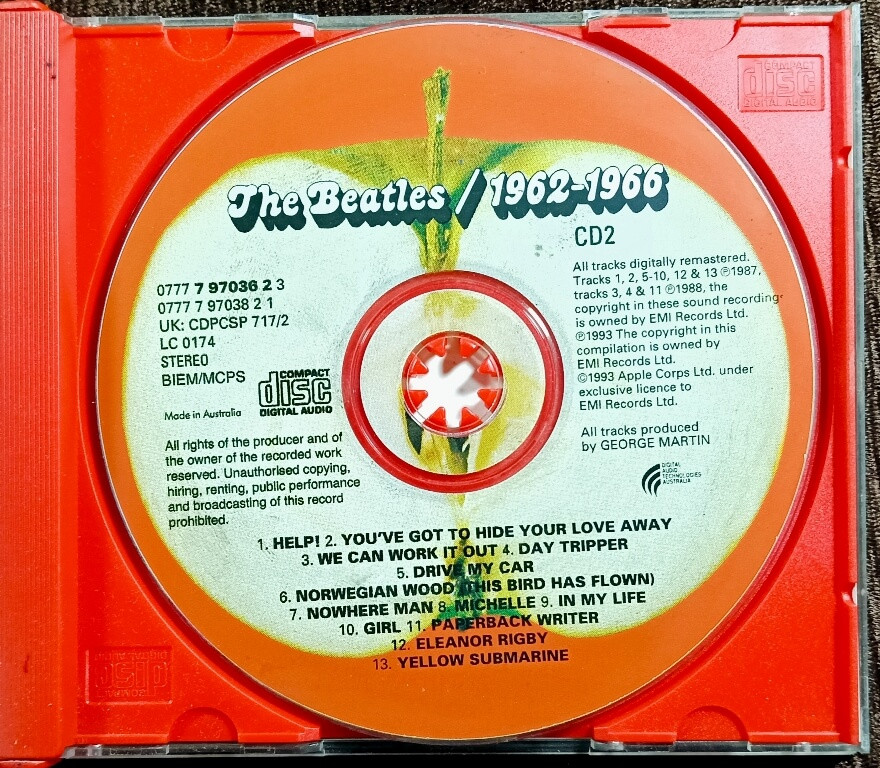 COMPACT
disc
DIGITAL AUDIO
The Beatles / 1962-1966
CD2
0777 7 97036 2 3
0777 7 97038 2 1
UK: CDPCSP 717/2
LC 0174
STEREO
BIEM/MCPS
COMPACT
disc
DIGITAL AUDIO
Made in Australia
All rights of the producer and of
the owner of the recorded work
reserved. Unauthorised copying,
hiring, renting, public performance
and broadcasting of this record
prohibited.
All tracks digitally remastered.
Tracks 1, 2, 5-10, 12 & 13 ℗1987,
tracks 3, 4 & 11 ℗1988, the
copyright in these sound recordings
is owned by EMI Records Ltd.
℗1993 The copyright in this
compilation is owned by
EMI Records Ltd.
©1993 Apple Corps Ltd. under
exclusive licence to
EMI Records Ltd.
All tracks produced
by GEORGE MARTIN
DIGITAL
AUDIO
TECHNOLOGIES
AUSTRALIA
1. HELP! 2. YOU'VE GOT TO HIDE YOUR LOVE AWAY
3. WE CAN WORK IT OUT 4. DAY TRIPPER
5. DRIVE MY CAR
6. NORWEGIAN WOOD (THIS BIRD HAS FLOWN)
7. NOWHERE MAN 8. MICHELLE 9. IN MY LIFE
10. GIRL 11. PAPERBACK WRITER
12. ELEANOR RIGBY
13. YELLOW SUBMARINE
COMPACT
disc
DIGITAL AUDIO